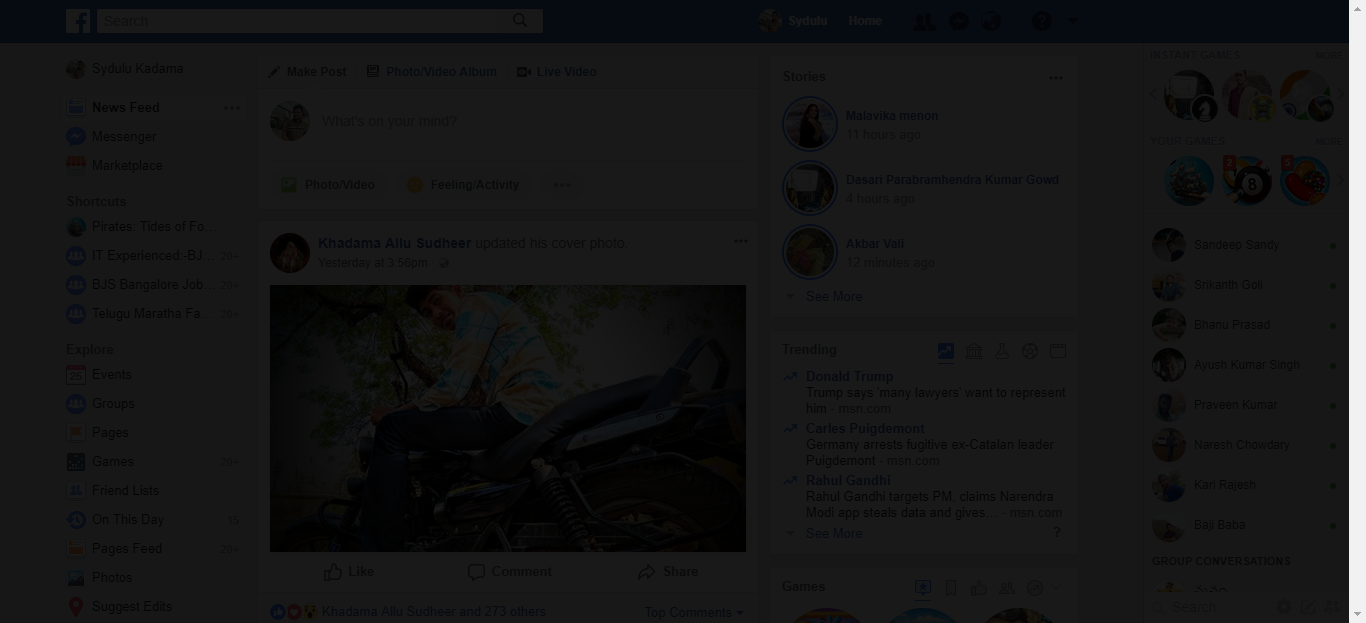 Search
Sydulu
Home
Sydulu Kadama
News Feed
Messenger
Marketplace
Shortcuts
Pirates: Tides of Fo...
IT Experienced:-BJ... 20+
BJS Bangalore Job... 20+
Telugu Maratha Fa... 20+
Explore
Events
Groups
Pages
Games 20+
Friend Lists
On This Day
Pages Feed 20+
Photos
Suggest Edits
Make Post
Photo/Video Album
Live Video
What's on your mind?
Photo/Video
Feeling/Activity
Khadama Allu Sudheer updated his cover photo.
Yesterday at 3:56pm ·
Like
Comment
Share
Khadama Allu Sudheer and 273 others
Top Comments
Stories
Malavika menon
11 hours ago
Dasari Parabramhendra Kumar Gowd
4 hours ago
Akbar Vali
12 minutes ago
See More
Trending
Donald Trump
Trump says 'many lawyers' want to represent
him - msn.com
Carles Puigdemont
Germany arrests fugitive ex-Catalan leader
Puigdemont - msn.com
Rahul Gandhi
Rahul Gandhi targets PM, claims Narendra
Modi app steals data and gives... - msn.com
See More
?
Games
INSTANT GAMES
MORE
YOUR GAMES
MORE
2
8
5
Sandeep Sandy
Srikanth Goli
Bhanu Prasad
Ayush Kumar Singh
Praveen Kumar
Naresh Chowdary
Kari Rajesh
Baji Baba
GROUP CONVERSATIONS
Search